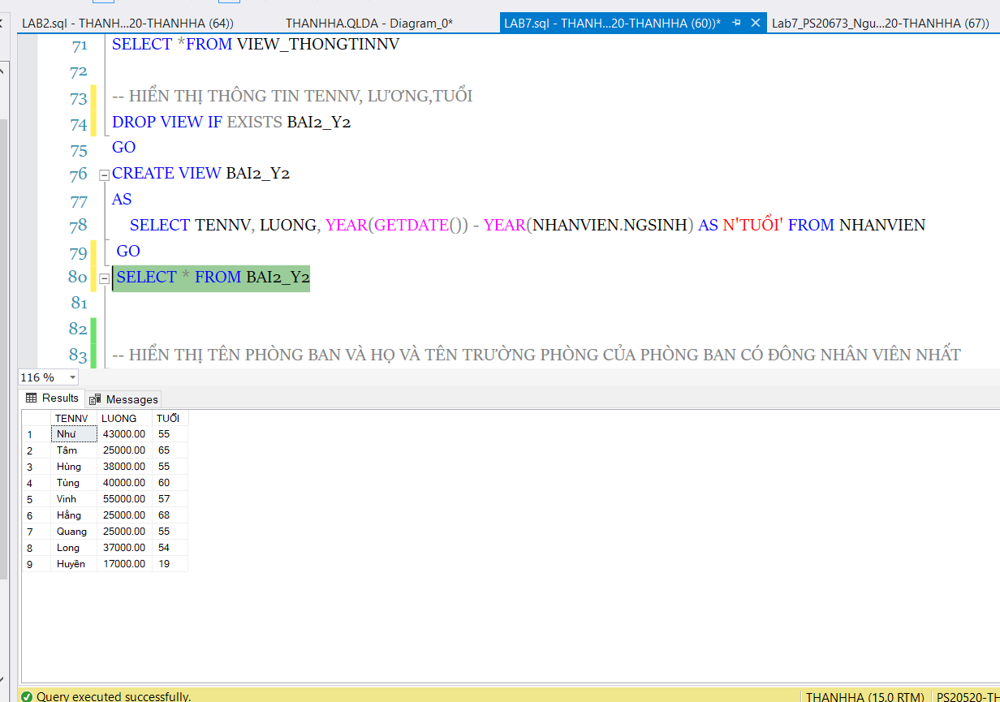 LAB2.sql - THANH...20-THANHHA (64))
THANHHA.QLDA - Diagram_0*
LAB7.sql - THANH...20-THANHHA (60))*
Lab7_PS20673_Ngu...20-THANHHA (67))
71 SELECT *FROM VIEW_THONGTINNV
72
73 -- HIỂN THỊ THÔNG TIN TENNV, LƯƠNG,TUỔI
74 DROP VIEW IF EXISTS BAI2_Y2
75 GO
76 CREATE VIEW BAI2_Y2
77 AS
78 SELECT TENNV, LUONG, YEAR(GETDATE()) - YEAR(NHANVIEN.NGSINH) AS N'TUỔI' FROM NHANVIEN
79 GO
80 SELECT * FROM BAI2_Y2
81
82
83 -- HIỂN THỊ TÊN PHÒNG BAN VÀ HỌ VÀ TÊN TRƯỜNG PHÒNG CỦA PHÒNG BAN CÓ ĐÔNG NHÂN VIÊN NHẤT
116 %
Results Messages
TENNV LUONG TUỔI
1 Như 43000.00 55
2 Tâm 25000.00 65
3 Hùng 38000.00 55
4 Tùng 40000.00 60
5 Vinh 55000.00 57
6 Hằng 25000.00 68
7 Quang 25000.00 55
8 Long 37000.00 54
9 Huyền 17000.00 19
Query executed successfully.
THANHHA (15.0 RTM)
PS20520-TH